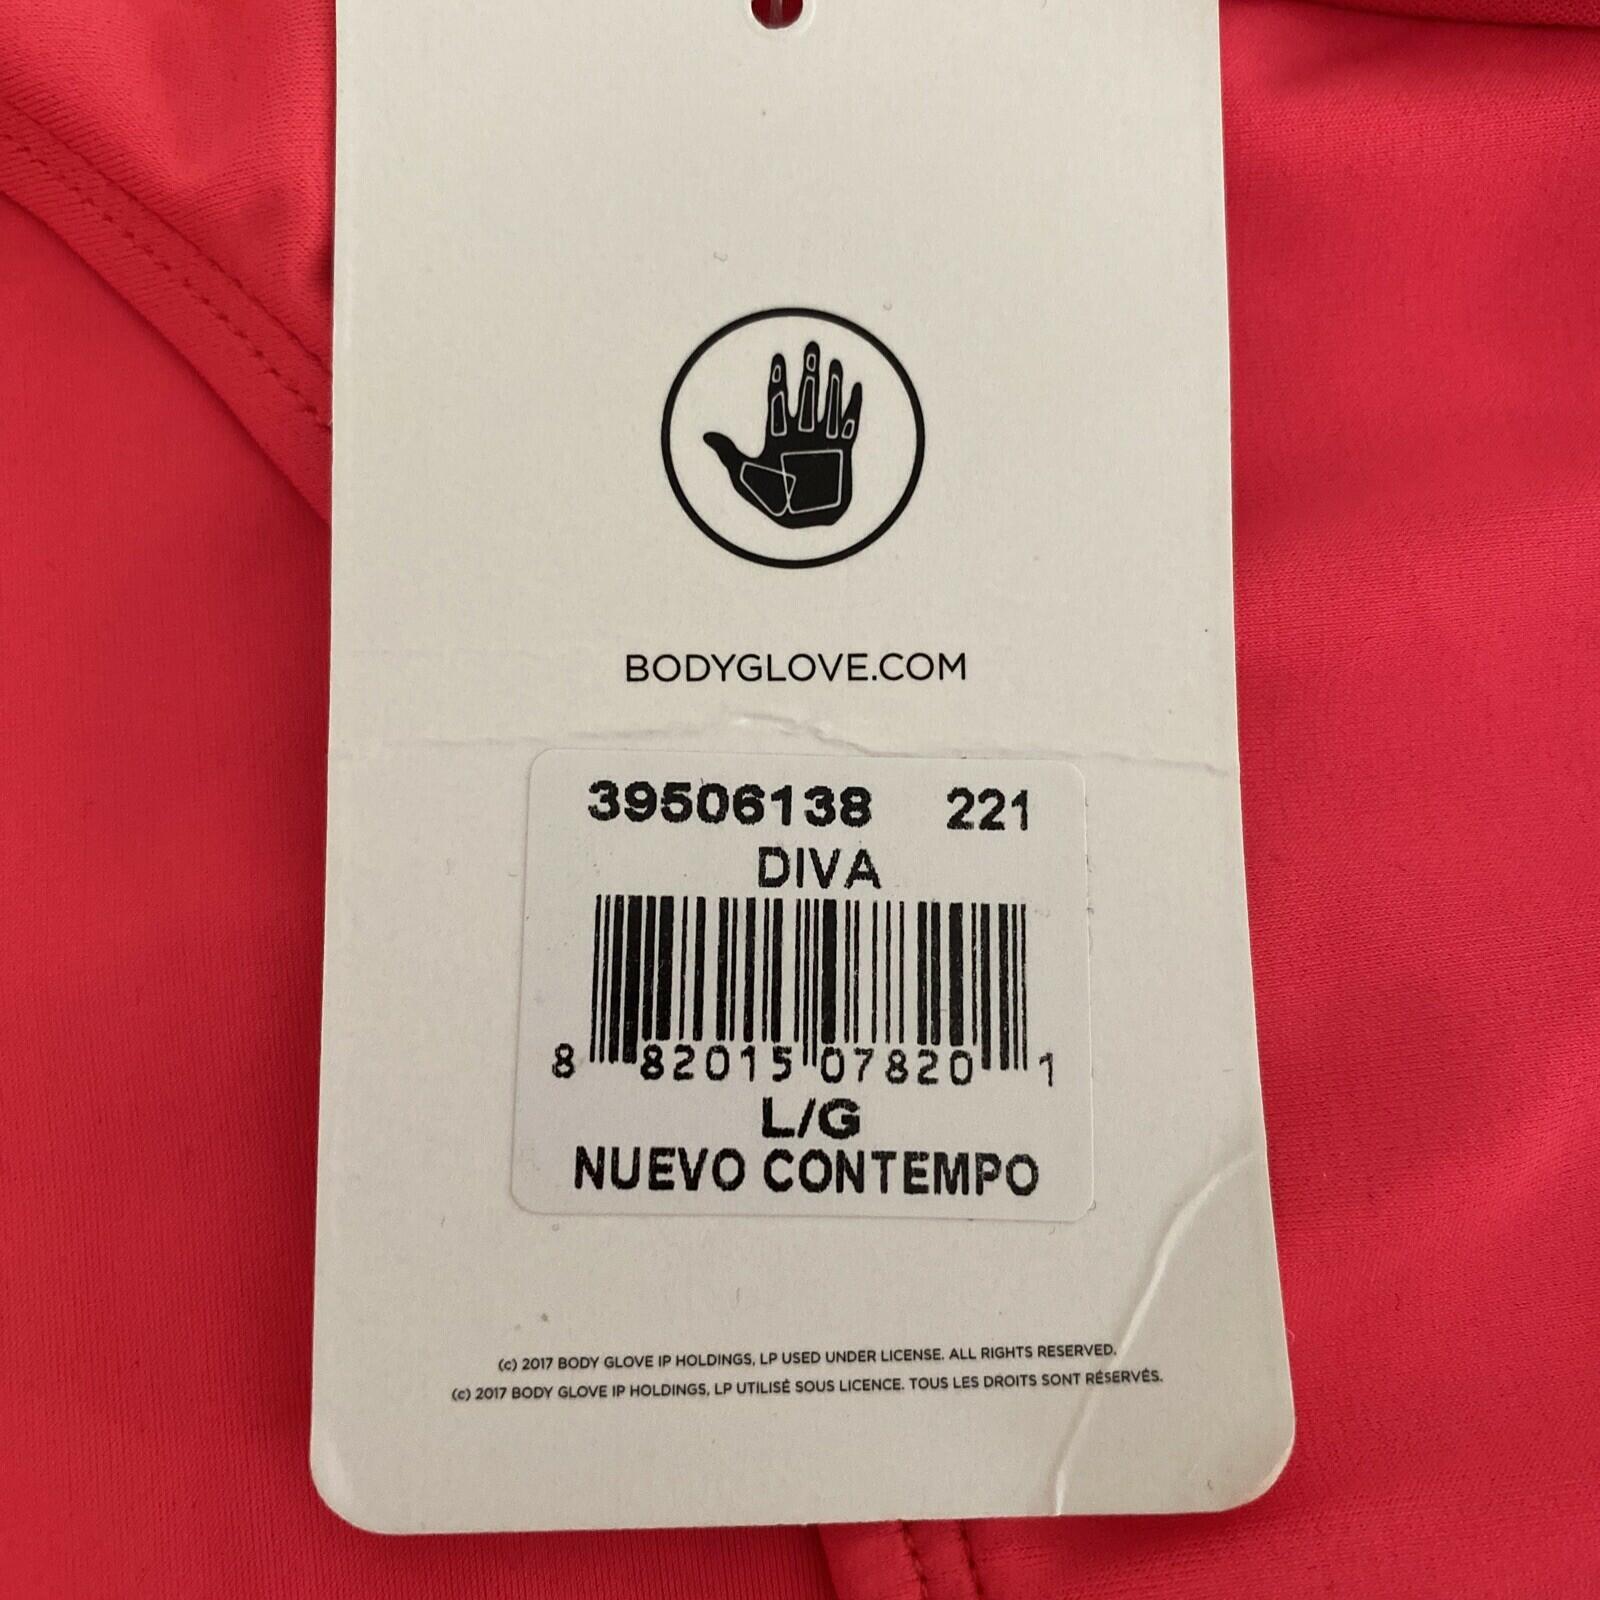 BODYGLOVE.COM
39506138 221
DIVA
8 82015 07820 1
L/G
NUEVO CONTEMPO
(c) 2017 BODY GLOVE IP HOLDINGS, LP USED UNDER LICENSE. ALL RIGHTS RESERVED.
(c) 2017 BODY GLOVE IP HOLDINGS, LP UTILISÉ SOUS LICENCE. TOUS LES DROITS SONT RÉSERVÉS.